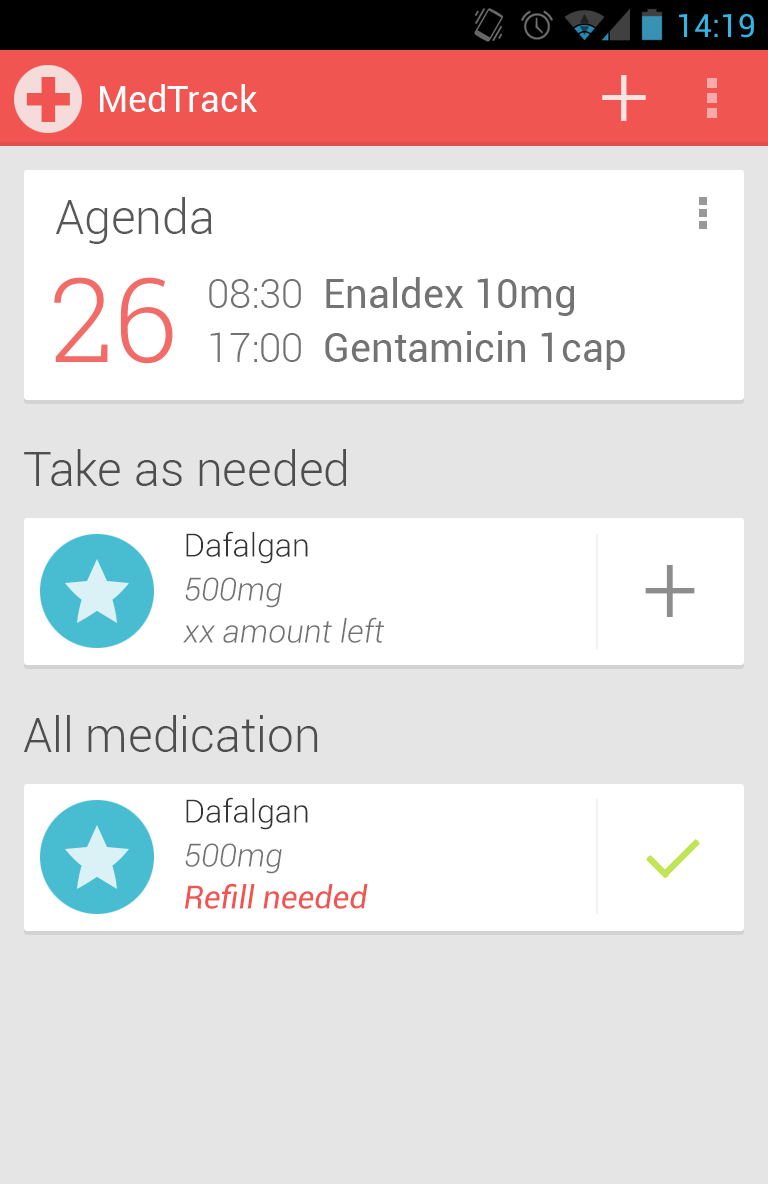 14:19
MedTrack
Agenda
26
08:30 Enaldex 10mg
17:00 Gentamicin 1cap
Take as needed
Dafalgan
500mg
xx amount left
All medication
Dafalgan
500mg
Refill needed